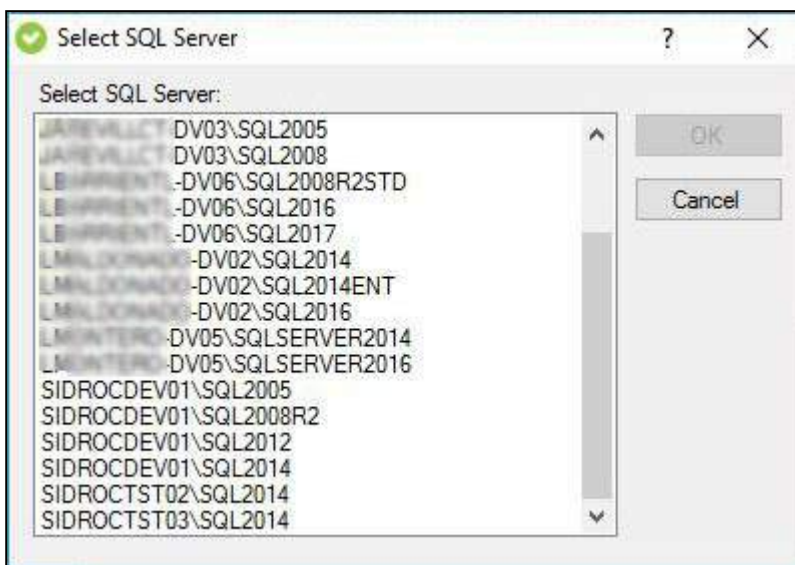 Select SQL Server
?
Select SQL Server:
-DV03\SQL2005
-DV03\SQL2008
-DV06\SQL2008R2STD
-DV06\SQL2016
-DV06\SQL2017
-DV02\SQL2014
-DV02\SQL2014ENT
-DV02\SQL2016
-DV05\SQLSERVER2014
-DV05\SQLSERVER2016
SIDROCDEV01\SQL2005
SIDROCDEV01\SQL2008R2
SIDROCDEV01\SQL2012
SIDROCDEV01\SQL2014
SIDROCTST02\SQL2014
SIDROCTST03\SQL2014
OK
Cancel